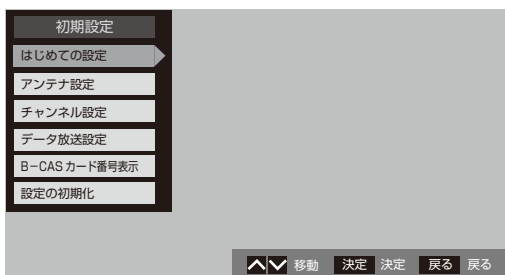 初期設定
はじめての設定
アンテナ設定
チャンネル設定
データ放送設定
B-CASカード番号表示
設定の初期化
移動 決定 決定 戻る 戻る